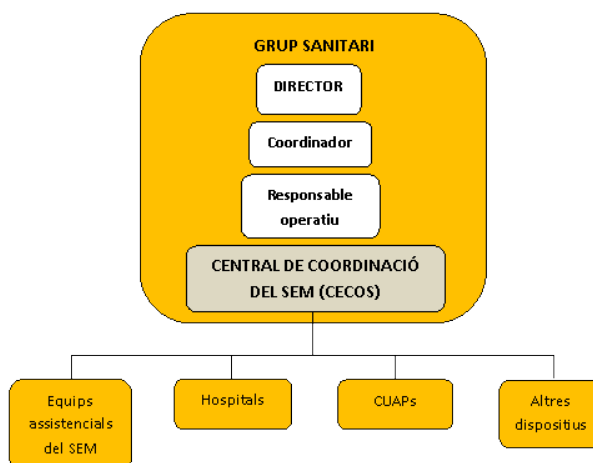 GRUP SANITARI
DIRECTOR
Coordinador
Responsable
operatiu
CENTRAL DE COORDINACIÓ
DEL SEM (CECOS)
Equips
assistencials
del SEM
Hospitals
CUAPs
Altres
dispositius